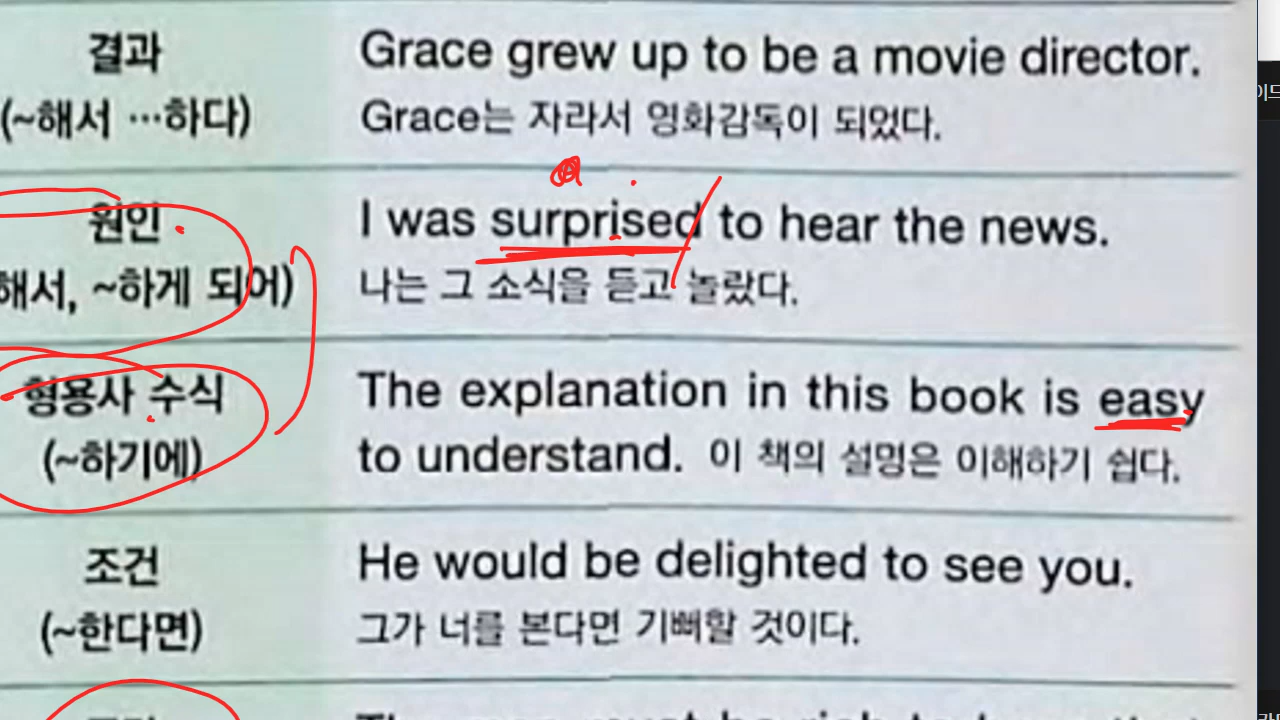 결과
(~해서 …하다)
Grace grew up to be a movie director.
Grace는 자라서 영화감독이 되었다.
원인
해서, ~하게 되어)
I was surprised to hear the news.
나는 그 소식을 듣고 놀랐다.
형용사 수식
(~하기에)
The explanation in this book is easy
to understand. 이 책의 설명은 이해하기 쉽다.
조건
(~한다면)
He would be delighted to see you.
그가 너를 본다면 기뻐할 것이다.